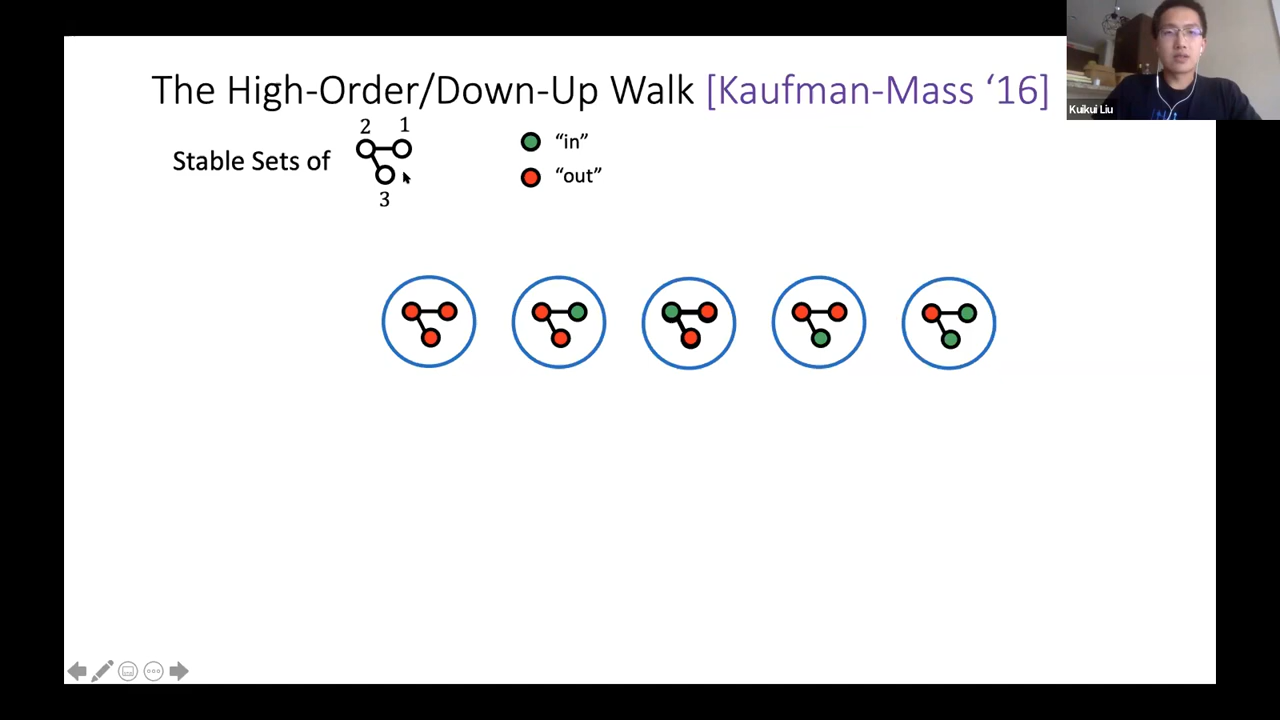 The High-Order/Down-Up Walk [Kaufman-Mass ‘16]
Kuikui Liu
2 1
“in”
Stable Sets of
“out”
3